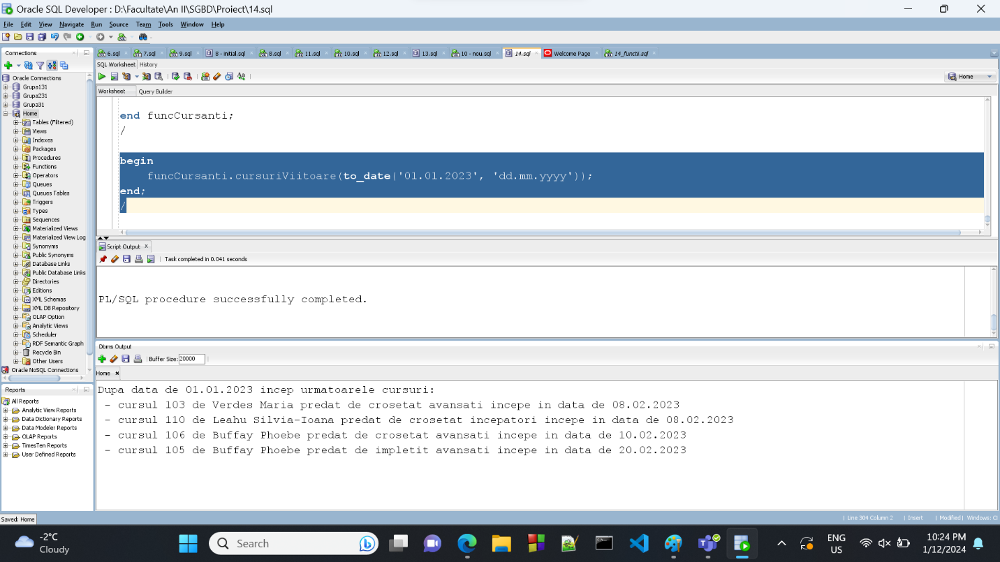 Oracle SQL Developer : D:\Facultate\An II\SGBD\Proiect\14.sql
File Edit View Navigate Run Source Team Tools Window Help
Connections
6.sql 7.sql 9.sql 8 - initial.sql 8.sql 11.sql 10.sql 12.sql 13.sql 10 - nou.sql 14.sql Welcome Page 14_functii.sql
SQL Worksheet History
Home
Worksheet Query Builder
Oracle Connections
Grupa131
Grupa231
Grupa31
Home
Tables (Filtered)
Views
Indexes
Packages
Procedures
Functions
Operators
Queues
Queues Tables
Triggers
Types
Sequences
Materialized Views
Materialized View Log
Synonyms
Public Synonyms
Database Links
Public Database Links
Directories
Editions
XML Schemas
XML DB Repository
OLAP Option
Analytic Views
Scheduler
RDF Semantic Graph
Recycle Bin
Other Users
Oracle NoSQL Connections
end funcCursanti;
/
begin
funcCursanti.cursuriViitoare(to_date('01.01.2023', 'dd.mm.yyyy'));
end;
/
Script Output
Task completed in 0.041 seconds
PL/SQL procedure successfully completed.
Dbms Output
Buffer Size: 20000
Home
Dupa data de 01.01.2023 incep urmatoarele cursuri:
- cursul 103 de Verdes Maria predat de crosetat avansati incepe in data de 08.02.2023
- cursul 110 de Leahu Silvia-Ioana predat de crosetat incepatori incepe in data de 08.02.2023
- cursul 106 de Buffay Phoebe predat de crosetat avansati incepe in data de 10.02.2023
- cursul 105 de Buffay Phoebe predat de impletit avansati incepe in data de 20.02.2023
Reports
All Reports
Analytic View Reports
Data Dictionary Reports
Data Modeler Reports
OLAP Reports
TimesTen Reports
User Defined Reports
Saved: Home
Line 304 Column 2 Insert Modified Windows: C
-2°C
Cloudy
Search
ENG
US
10:24 PM
1/12/2024